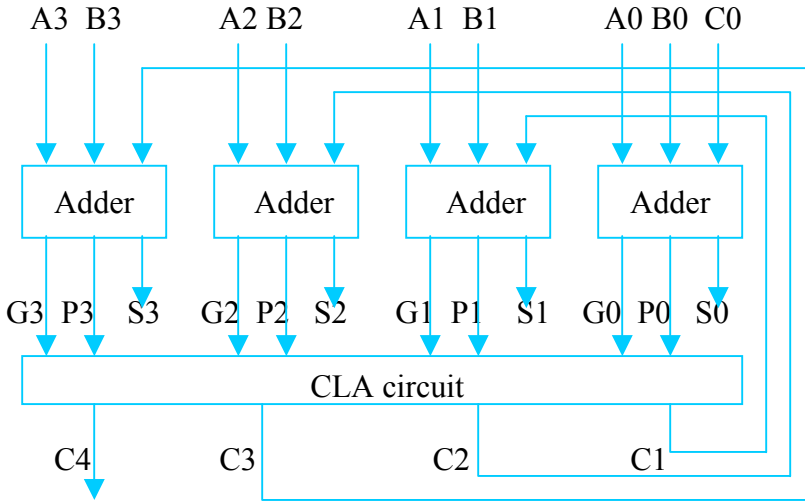 A3 B3 A2 B2 A1 B1 A0 B0 C0
Adder Adder Adder Adder
G3 P3 S3 G2 P2 S2 G1 P1 S1 G0 P0 S0
CLA circuit
C4 C3 C2 C1